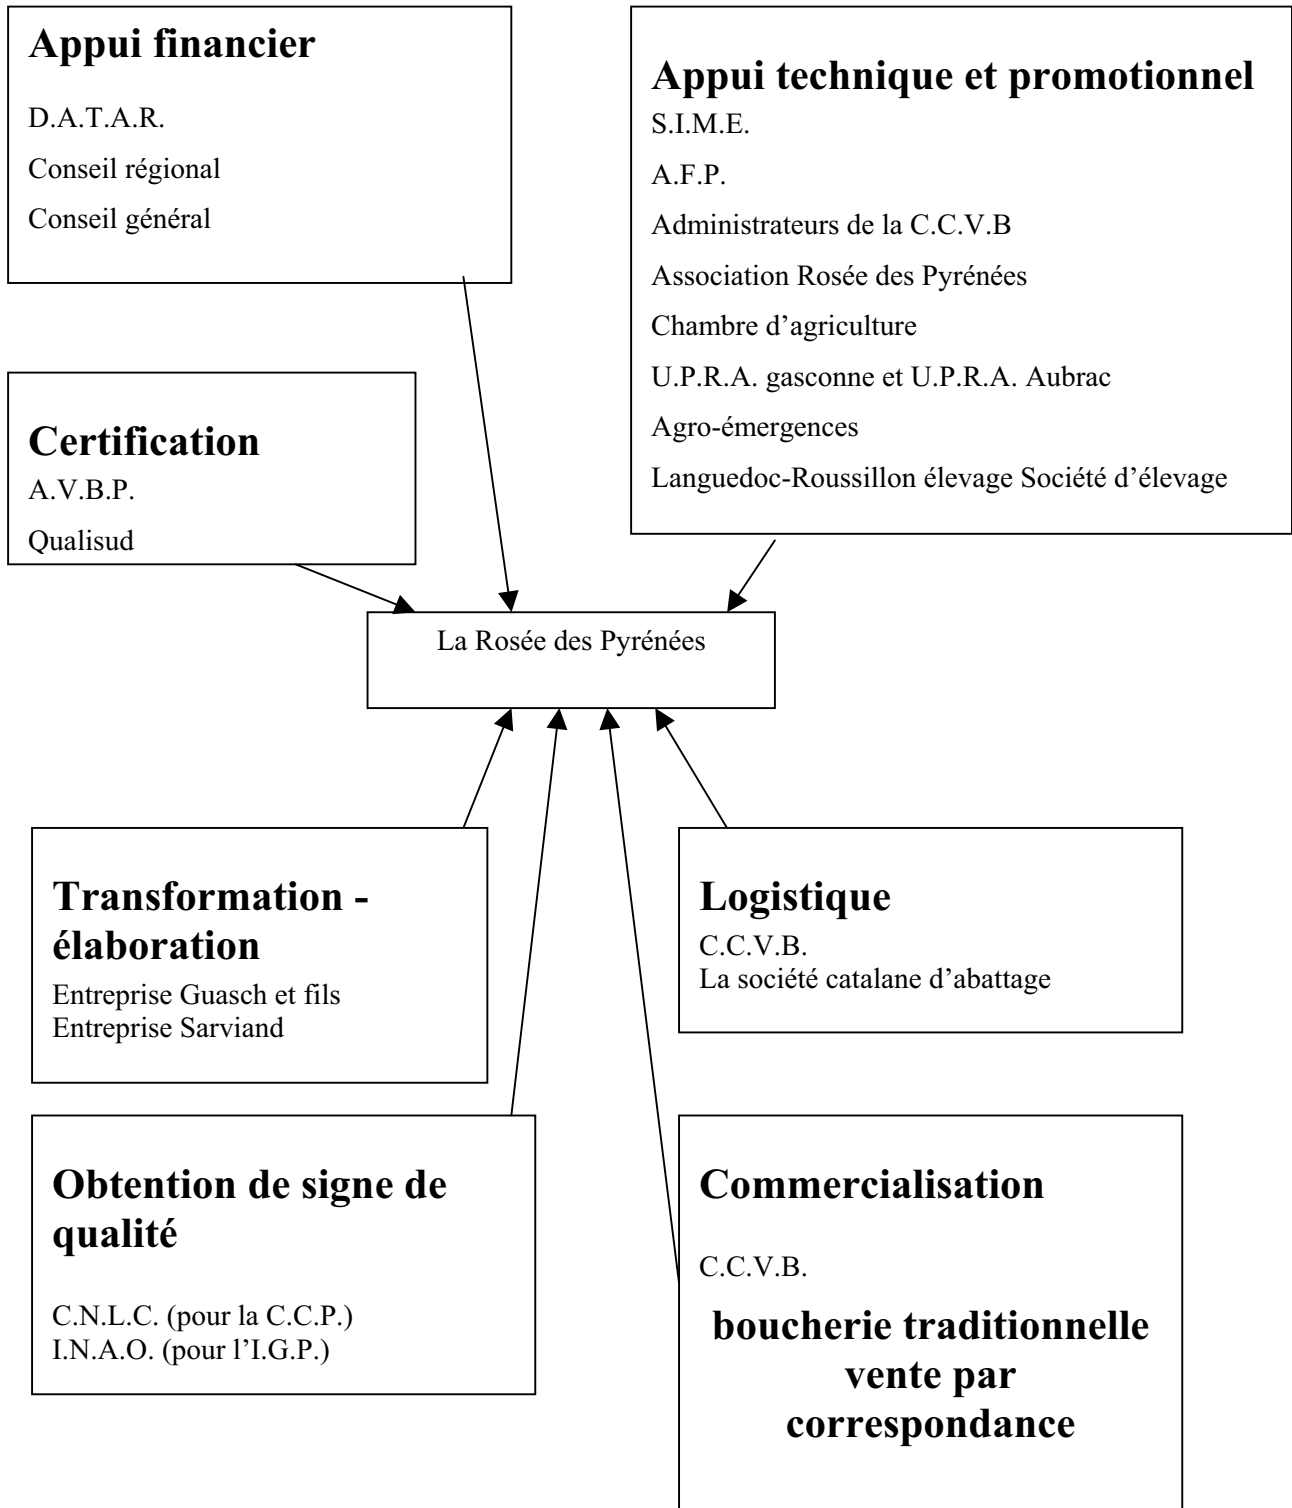 Appui financier
D.A.T.A.R.
Conseil régional
Conseil général
Appui technique et promotionnel
S.I.M.E.
A.F.P.
Administrateurs de la C.C.V.B
Association Rosée des Pyrénées
Chambre d’agriculture
U.P.R.A. gasconne et U.P.R.A. Aubrac
Agro-émergences
Languedoc-Roussillon élevage Société d’élevage
Certification
A.V.B.P.
Qualisud
La Rosée des Pyrénées
Transformation -
élaboration
Entreprise Guasch et fils
Entreprise Sarviand
Logistique
C.C.V.B.
La société catalane d’abattage
Obtention de signe de
qualité
C.N.L.C. (pour la C.C.P.)
I.N.A.O. (pour l’I.G.P.)
Commercialisation
C.C.V.B.
boucherie traditionnelle
vente par
correspondance